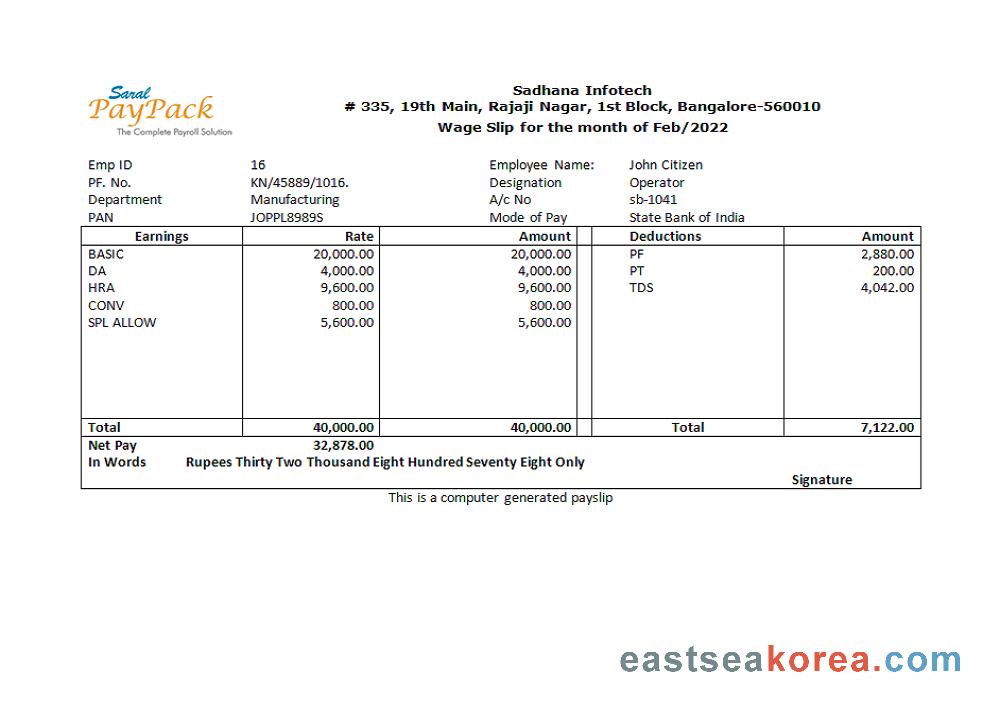 Saral
PayPack
The Complete Payroll Solution
Sadhana Infotech
# 335, 19th Main, Rajaji Nagar, 1st Block, Bangalore-560010
Wage Slip for the month of Feb/2022
Emp ID 16 Employee Name: John Citizen
PF. No. KN/45889/1016. Designation Operator
Department Manufacturing A/c No sb-1041
PAN JOPPL8989S Mode of Pay State Bank of India
Earnings Rate Amount Deductions Amount
BASIC 20,000.00 20,000.00 PF 2,880.00
DA 4,000.00 4,000.00 PT 200.00
HRA 9,600.00 9,600.00 TDS 4,042.00
CONV 800.00 800.00
SPL ALLOW 5,600.00 5,600.00
Total 40,000.00 40,000.00 Total 7,122.00
Net Pay 32,878.00
In Words Rupees Thirty Two Thousand Eight Hundred Seventy Eight Only
Signature
This is a computer generated payslip
eastseakorea.com